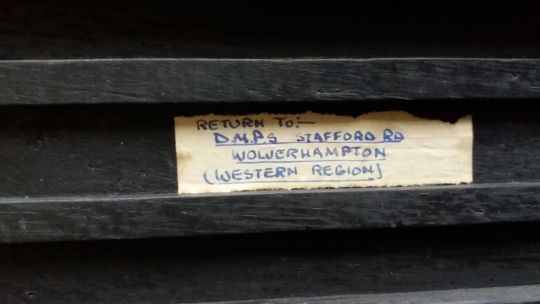 RETURN TO:-
D.M.P.S STAFFORD RD
WOLVERHAMPTON
(WESTERN REGION)